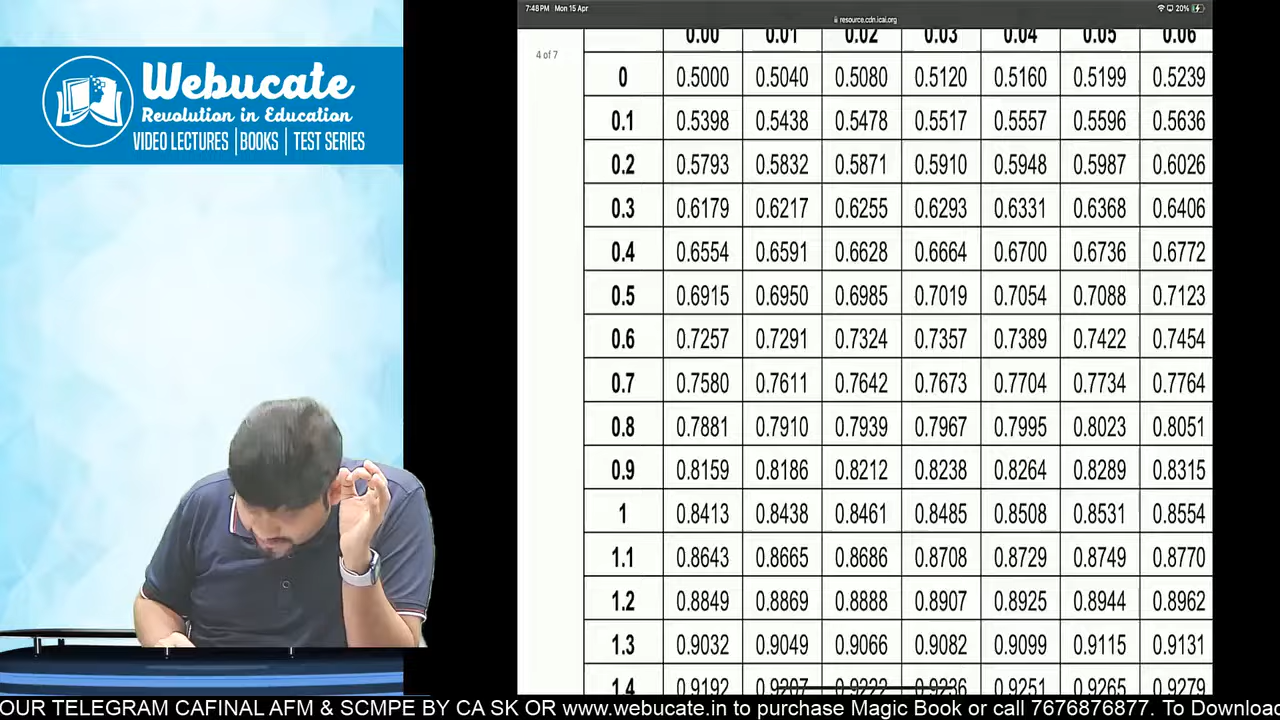 7:48 PM Mon 15 Apr
resource.cdn.icai.org
20%
4 of 7
Webucate
Revolution in Education
VIDEO LECTURES | BOOKS | TEST SERIES
0.00 0.01 0.02 0.03 0.04 0.05 0.06
0 0.5000 0.5040 0.5080 0.5120 0.5160 0.5199 0.5239
0.1 0.5398 0.5438 0.5478 0.5517 0.5557 0.5596 0.5636
0.2 0.5793 0.5832 0.5871 0.5910 0.5948 0.5987 0.6026
0.3 0.6179 0.6217 0.6255 0.6293 0.6331 0.6368 0.6406
0.4 0.6554 0.6591 0.6628 0.6664 0.6700 0.6736 0.6772
0.5 0.6915 0.6950 0.6985 0.7019 0.7054 0.7088 0.7123
0.6 0.7257 0.7291 0.7324 0.7357 0.7389 0.7422 0.7454
0.7 0.7580 0.7611 0.7642 0.7673 0.7704 0.7734 0.7764
0.8 0.7881 0.7910 0.7939 0.7967 0.7995 0.8023 0.8051
0.9 0.8159 0.8186 0.8212 0.8238 0.8264 0.8289 0.8315
1 0.8413 0.8438 0.8461 0.8485 0.8508 0.8531 0.8554
1.1 0.8643 0.8665 0.8686 0.8708 0.8729 0.8749 0.8770
1.2 0.8849 0.8869 0.8888 0.8907 0.8925 0.8944 0.8962
1.3 0.9032 0.9049 0.9066 0.9082 0.9099 0.9115 0.9131
1.4 0.9192 0.9207 0.9222 0.9236 0.9251 0.9265 0.9279
OUR TELEGRAM CAFINAL AFM & SCMPE BY CA SK OR www.webucate.in to purchase Magic Book or call 7676876877. To Download